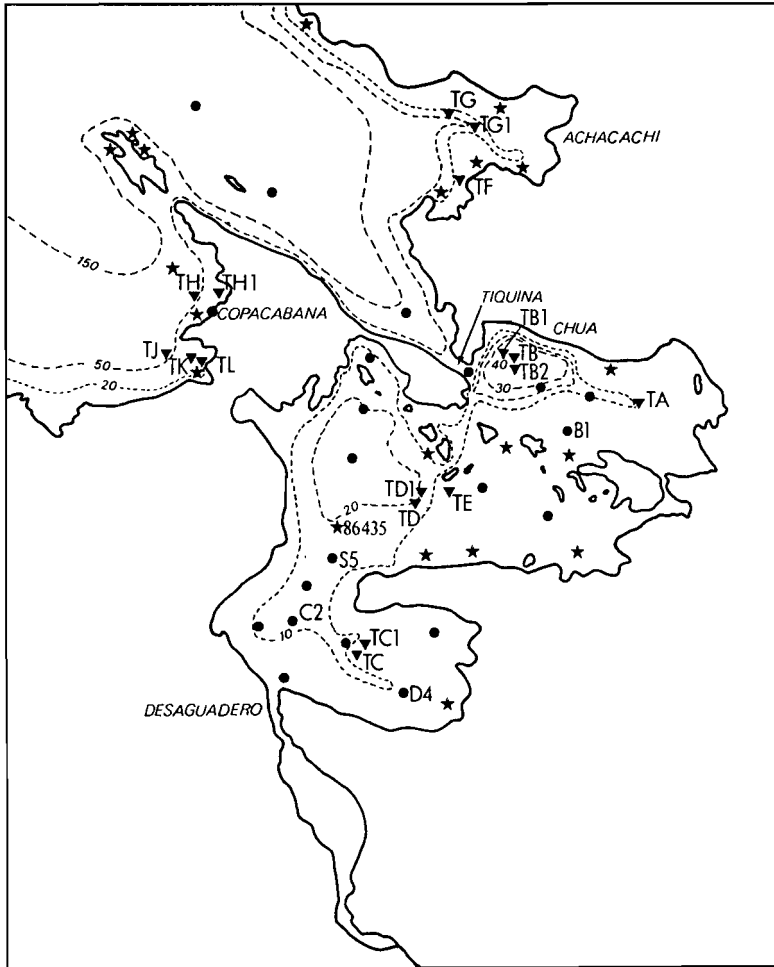 TG
TG1
ACHACACHI
TF
150
TH
TH1
COPACABANA
TIQUINA
TB1
CHUA
TJ
50
TK
TL
20
40
TB
TB2
30
TA
B1
TD1
TE
20
TD
86435
S5
C2
10
TC1
TC
D4
DESAGUADERO